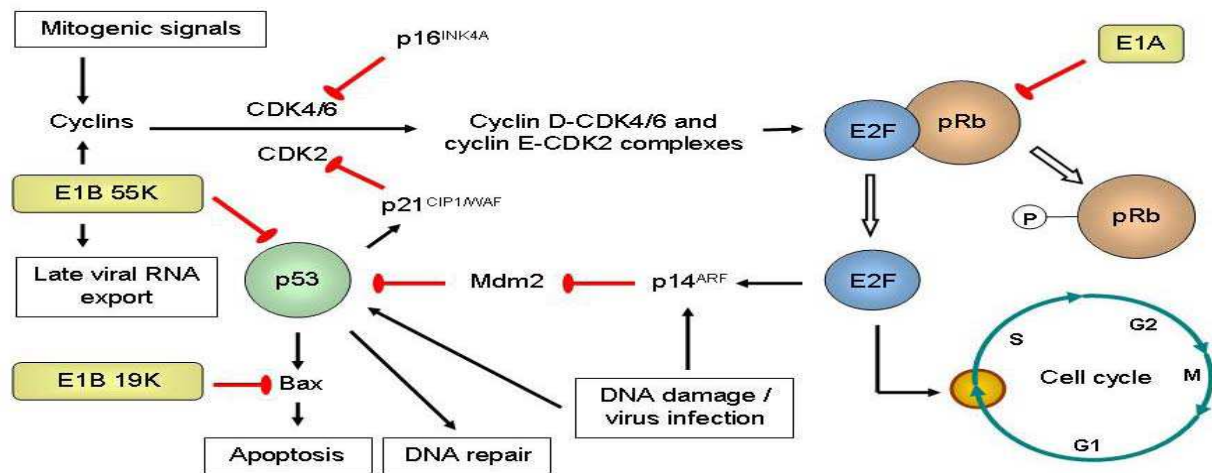 Mitogenic signals
p16INK4A
E1A
CDK4/6
Cyclins
Cyclin D-CDK4/6 and
cyclin E-CDK2 complexes
E2F
pRb
CDK2
E1B 55K
p21CIP1/WAF
P
pRb
Late viral RNA
export
p53
Mdm2
p14ARF
E2F
S
G2
E1B 19K
Bax
DNA damage /
virus infection
Cell cycle
M
G1
Apoptosis
DNA repair